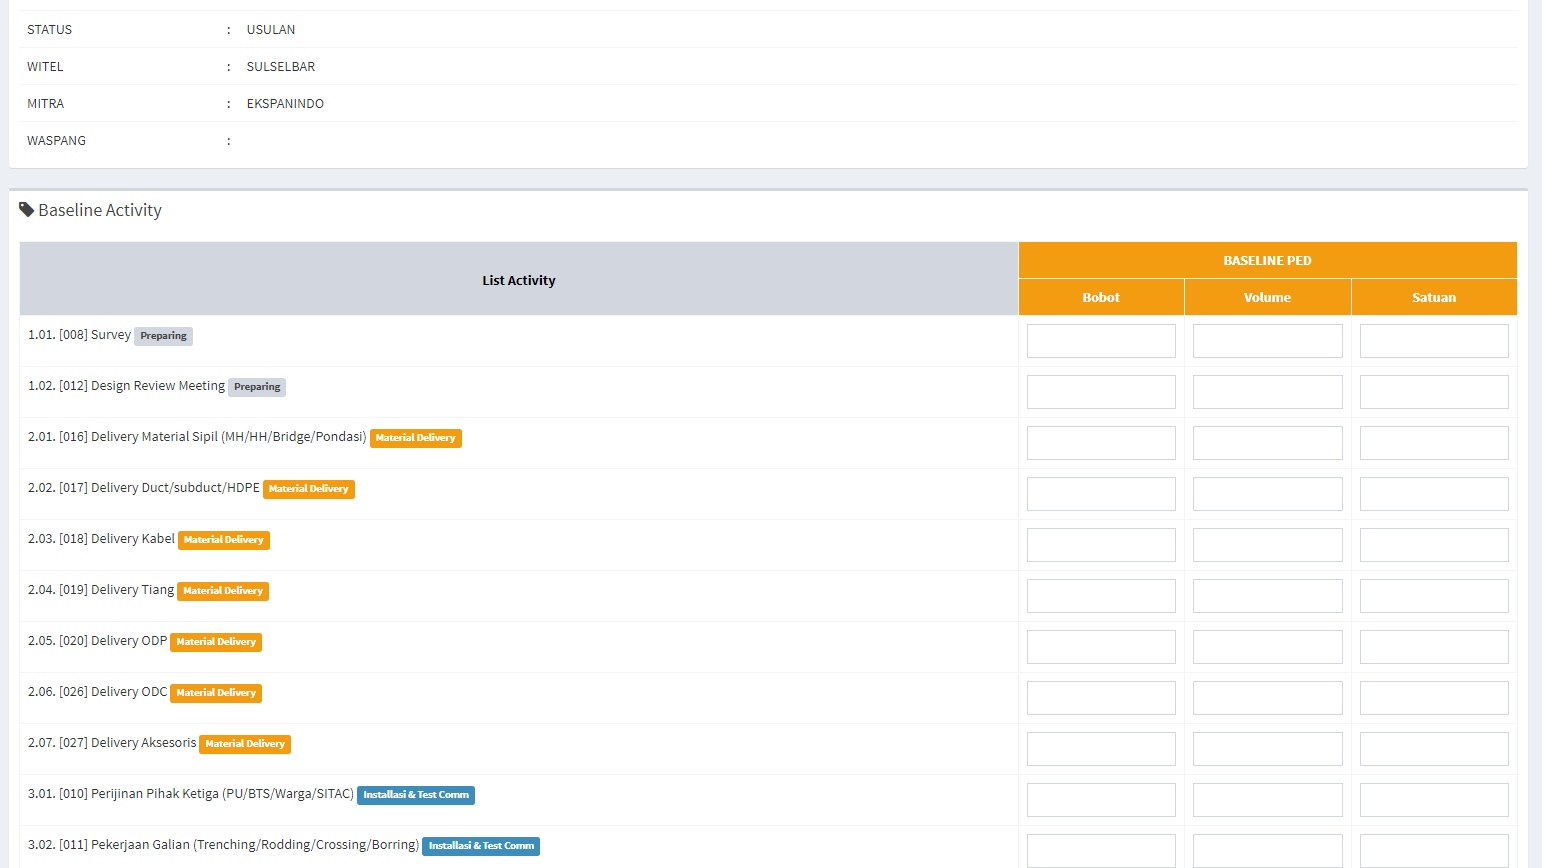 STATUS : USULAN
WITEL : SULSELBAR
MITRA : EKSPANINDO
WASPANG :
Baseline Activity
List Activity
BASELINE PED
Bobot Volume Satuan
1.01. [008] Survey Preparing
1.02. [012] Design Review Meeting Preparing
2.01. [016] Delivery Material Sipil (MH/HH/Bridge/Pondasi) Material Delivery
2.02. [017] Delivery Duct/subduct/HDPE Material Delivery
2.03. [018] Delivery Kabel Material Delivery
2.04. [019] Delivery Tiang Material Delivery
2.05. [020] Delivery ODP Material Delivery
2.06. [026] Delivery ODC Material Delivery
2.07. [027] Delivery Aksesoris Material Delivery
3.01. [010] Perijinan Pihak Ketiga (PU/BTS/Warga/SITAC) Installasi & Test Comm
3.02. [011] Pekerjaan Galian (Trenching/Rodding/Crossing/Borring) Installasi & Test Comm